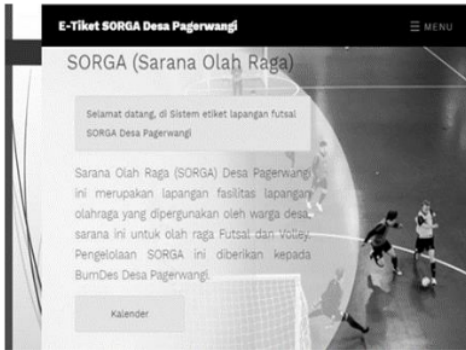 E-Tiket SORGA Desa Pagerwangi
MENU
SORGA (Sarana Olah Raga)
Selamat datang, di Sistem etiket lapangan futsal
SORGA Desa Pagerwangi
Sarana Olah Raga (SORGA) Desa Pagerwangi
ini merupakan lapangan fasilitas lapangan
olahraga yang dipergunakan oleh warga desa,
sarana ini untuk olah raga Futsal dan Volley.
Pengelolaan SORGA ini diberikan kepada
BumDes Desa Pagerwangi.
Kalender